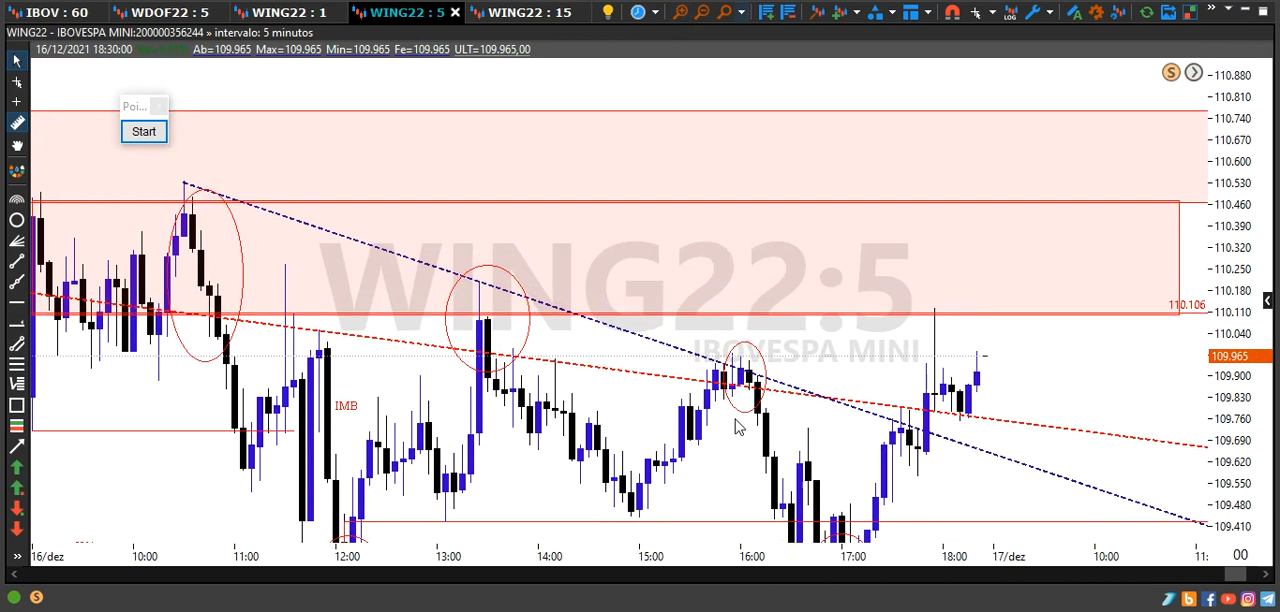 IBOV : 60 WDOF22 : 5 WING22 : 1 WING22 : 5 WING22 : 15
WING22 - IBOVESPA MINI:200000356244 » intervalo: 5 minutos
16/12/2021 18:30:00 Ab=109.965 Max=109.965 Min=109.965 Fe=109.965 ULT=109.965,00
Poi...
Start
LOG
S
WING22:5
IBOVESPA MINI
IMB
110.106
110.880
110.810
110.740
110.670
110.600
110.530
110.460
110.390
110.320
110.250
110.180
110.110
110.040
109.965
109.900
109.830
109.760
109.690
109.620
109.550
109.480
109.410
16/dez 10:00 11:00 12:00 13:00 14:00 15:00 16:00 17:00 18:00 17/dez 10:00 11: 00
S